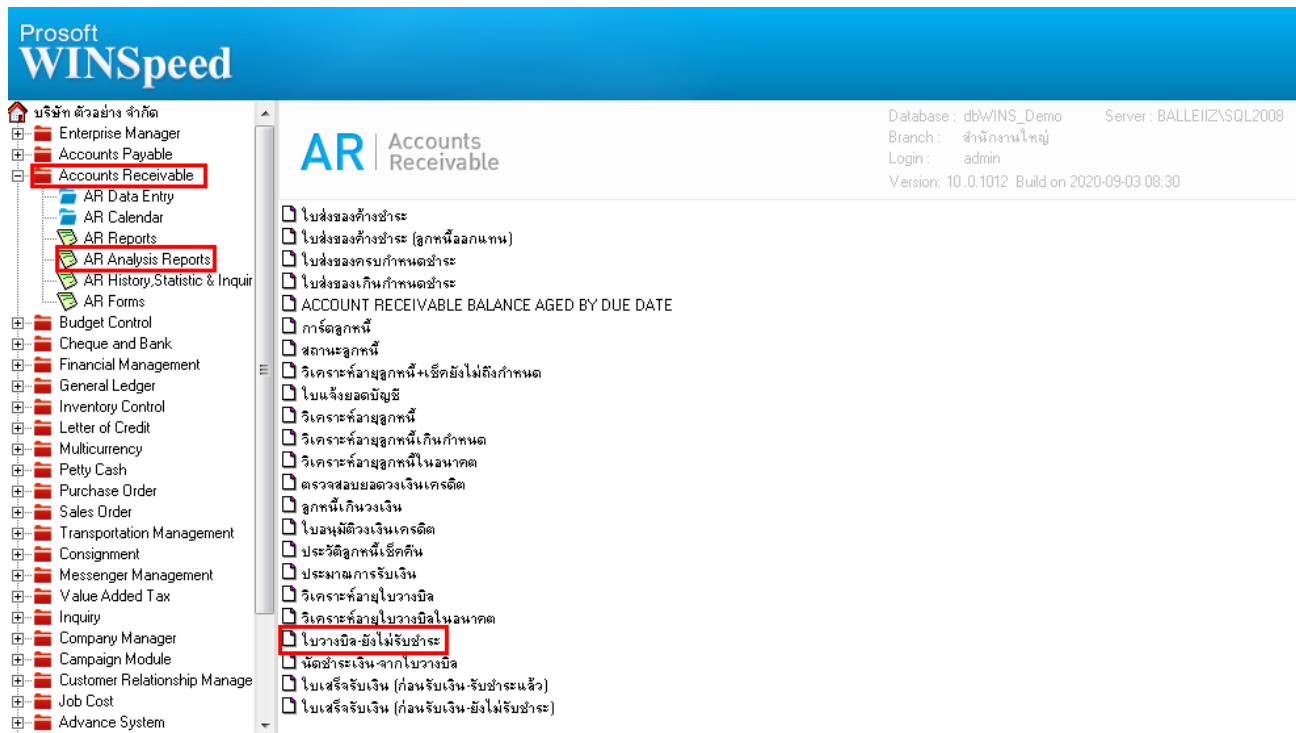 Prosoft
WINSpeed
บริษัท ตัวอย่าง จำกัด
Enterprise Manager
Accounts Payable
Accounts Receivable
AR Data Entry
AR Calendar
AR Reports
AR Analysis Reports
AR History,Statistic & Inquir
AR Forms
Budget Control
Cheque and Bank
Financial Management
General Ledger
Inventory Control
Letter of Credit
Multicurrency
Petty Cash
Purchase Order
Sales Order
Transportation Management
Consignment
Messenger Management
Value Added Tax
Inquiry
Company Manager
Campaign Module
Customer Relationship Manage
Job Cost
Advance System
AR Accounts Receivable
Database : dbWINS_Demo Server : BALLEIIZ\SQL2008
Branch : สำนักงานใหญ่
Login : admin
Version: 10.0.1012 Build on 2020-09-03 08:30
ใบส่งของค้างชำระ
ใบส่งของค้างชำระ (ลูกหนี้ออกแทน)
ใบส่งของครบกำหนดชำระ
ใบส่งของเกินกำหนดชำระ
ACCOUNT RECEIVABLE BALANCE AGED BY DUE DATE
การ์ดลูกหนี้
สถานะลูกหนี้
วิเคราะห์อายุลูกหนี้+เช็คยังไม่ถึงกำหนด
ใบแจ้งยอดบัญชี
วิเคราะห์อายุลูกหนี้
วิเคราะห์อายุลูกหนี้เกินกำหนด
วิเคราะห์อายุลูกหนี้ในอนาคต
ตรวจสอบยอดวงเงินเครดิต
ลูกหนี้เกินวงเงิน
ใบอนุมัติวงเงินเครดิต
ประวัติลูกหนี้เช็คคืน
ประมาณการรับเงิน
วิเคราะห์อายุใบวางบิล
วิเคราะห์อายุใบวางบิลในอนาคต
ใบวางบิล-ยังไม่รับชำระ
นัดชำระเงิน-จากใบวางบิล
ใบเสร็จรับเงิน (ก่อนรับเงิน-รับชำระแล้ว)
ใบเสร็จรับเงิน (ก่อนรับเงิน-ยังไม่รับชำระ)